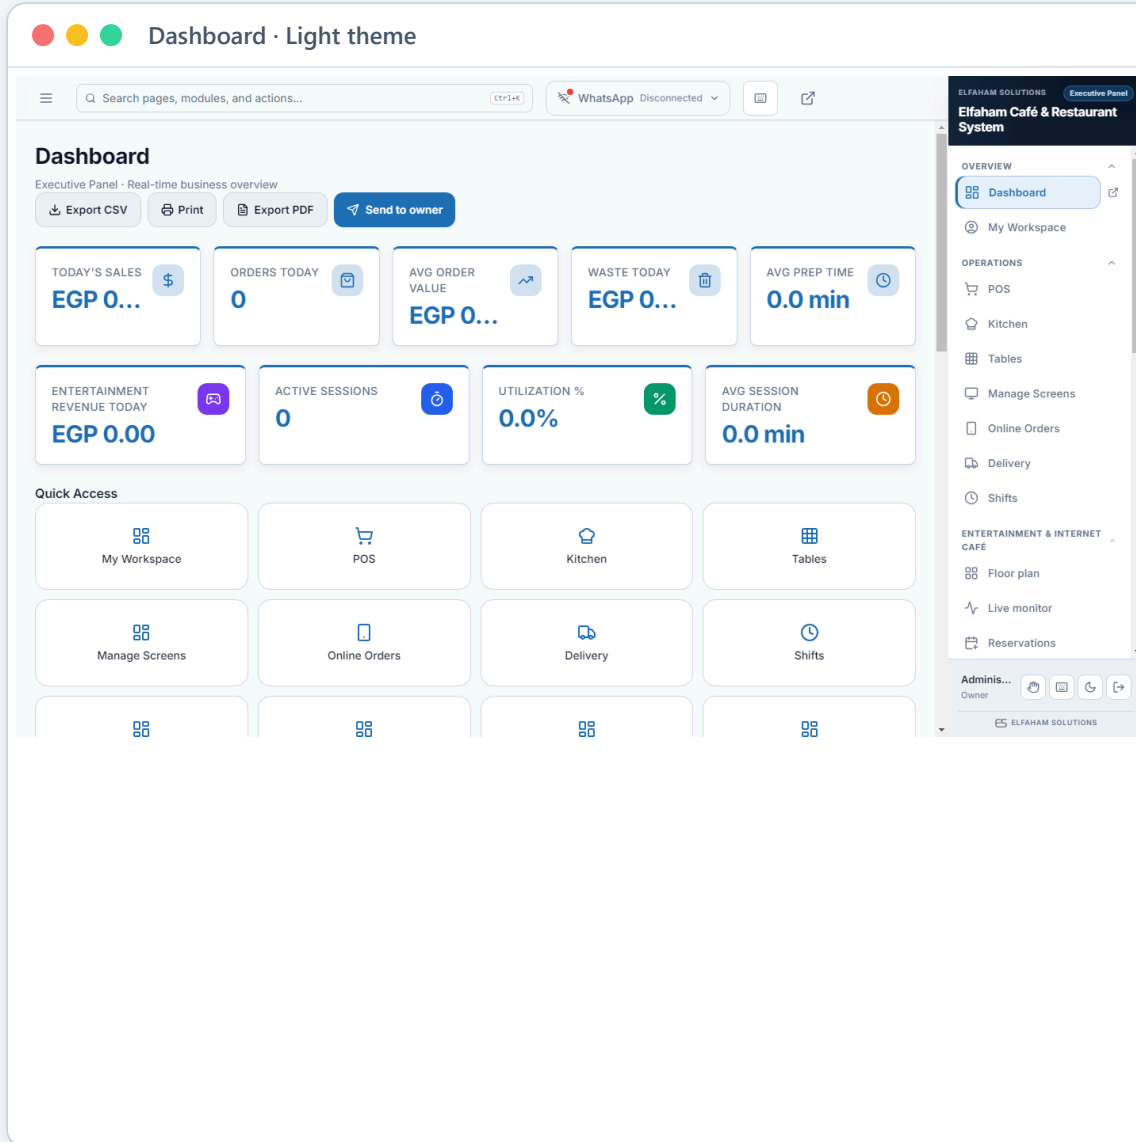 Dashboard · Light theme
Search pages, modules, and actions...
Ctrl+K
WhatsApp Disconnected
Dashboard
Executive Panel · Real-time business overview
Export CSV
Print
Export PDF
Send to owner
TODAY'S SALES
EGP 0...
ORDERS TODAY
0
AVG ORDER
VALUE
EGP 0...
WASTE TODAY
EGP 0...
AVG PREP TIME
0.0 min
ENTERTAINMENT
REVENUE TODAY
EGP 0.00
ACTIVE SESSIONS
0
UTILIZATION %
0.0%
AVG SESSION
DURATION
0.0 min
Quick Access
My Workspace
POS
Kitchen
Tables
Manage Screens
Online Orders
Delivery
Shifts
ELFAHAM SOLUTIONS
Executive Panel
Elfaham Café & Restaurant
System
OVERVIEW
Dashboard
My Workspace
OPERATIONS
POS
Kitchen
Tables
Manage Screens
Online Orders
Delivery
Shifts
ENTERTAINMENT & INTERNET
CAFÉ
Floor plan
Live monitor
Reservations
Adminis...
Owner
ES ELFAHAM SOLUTIONS